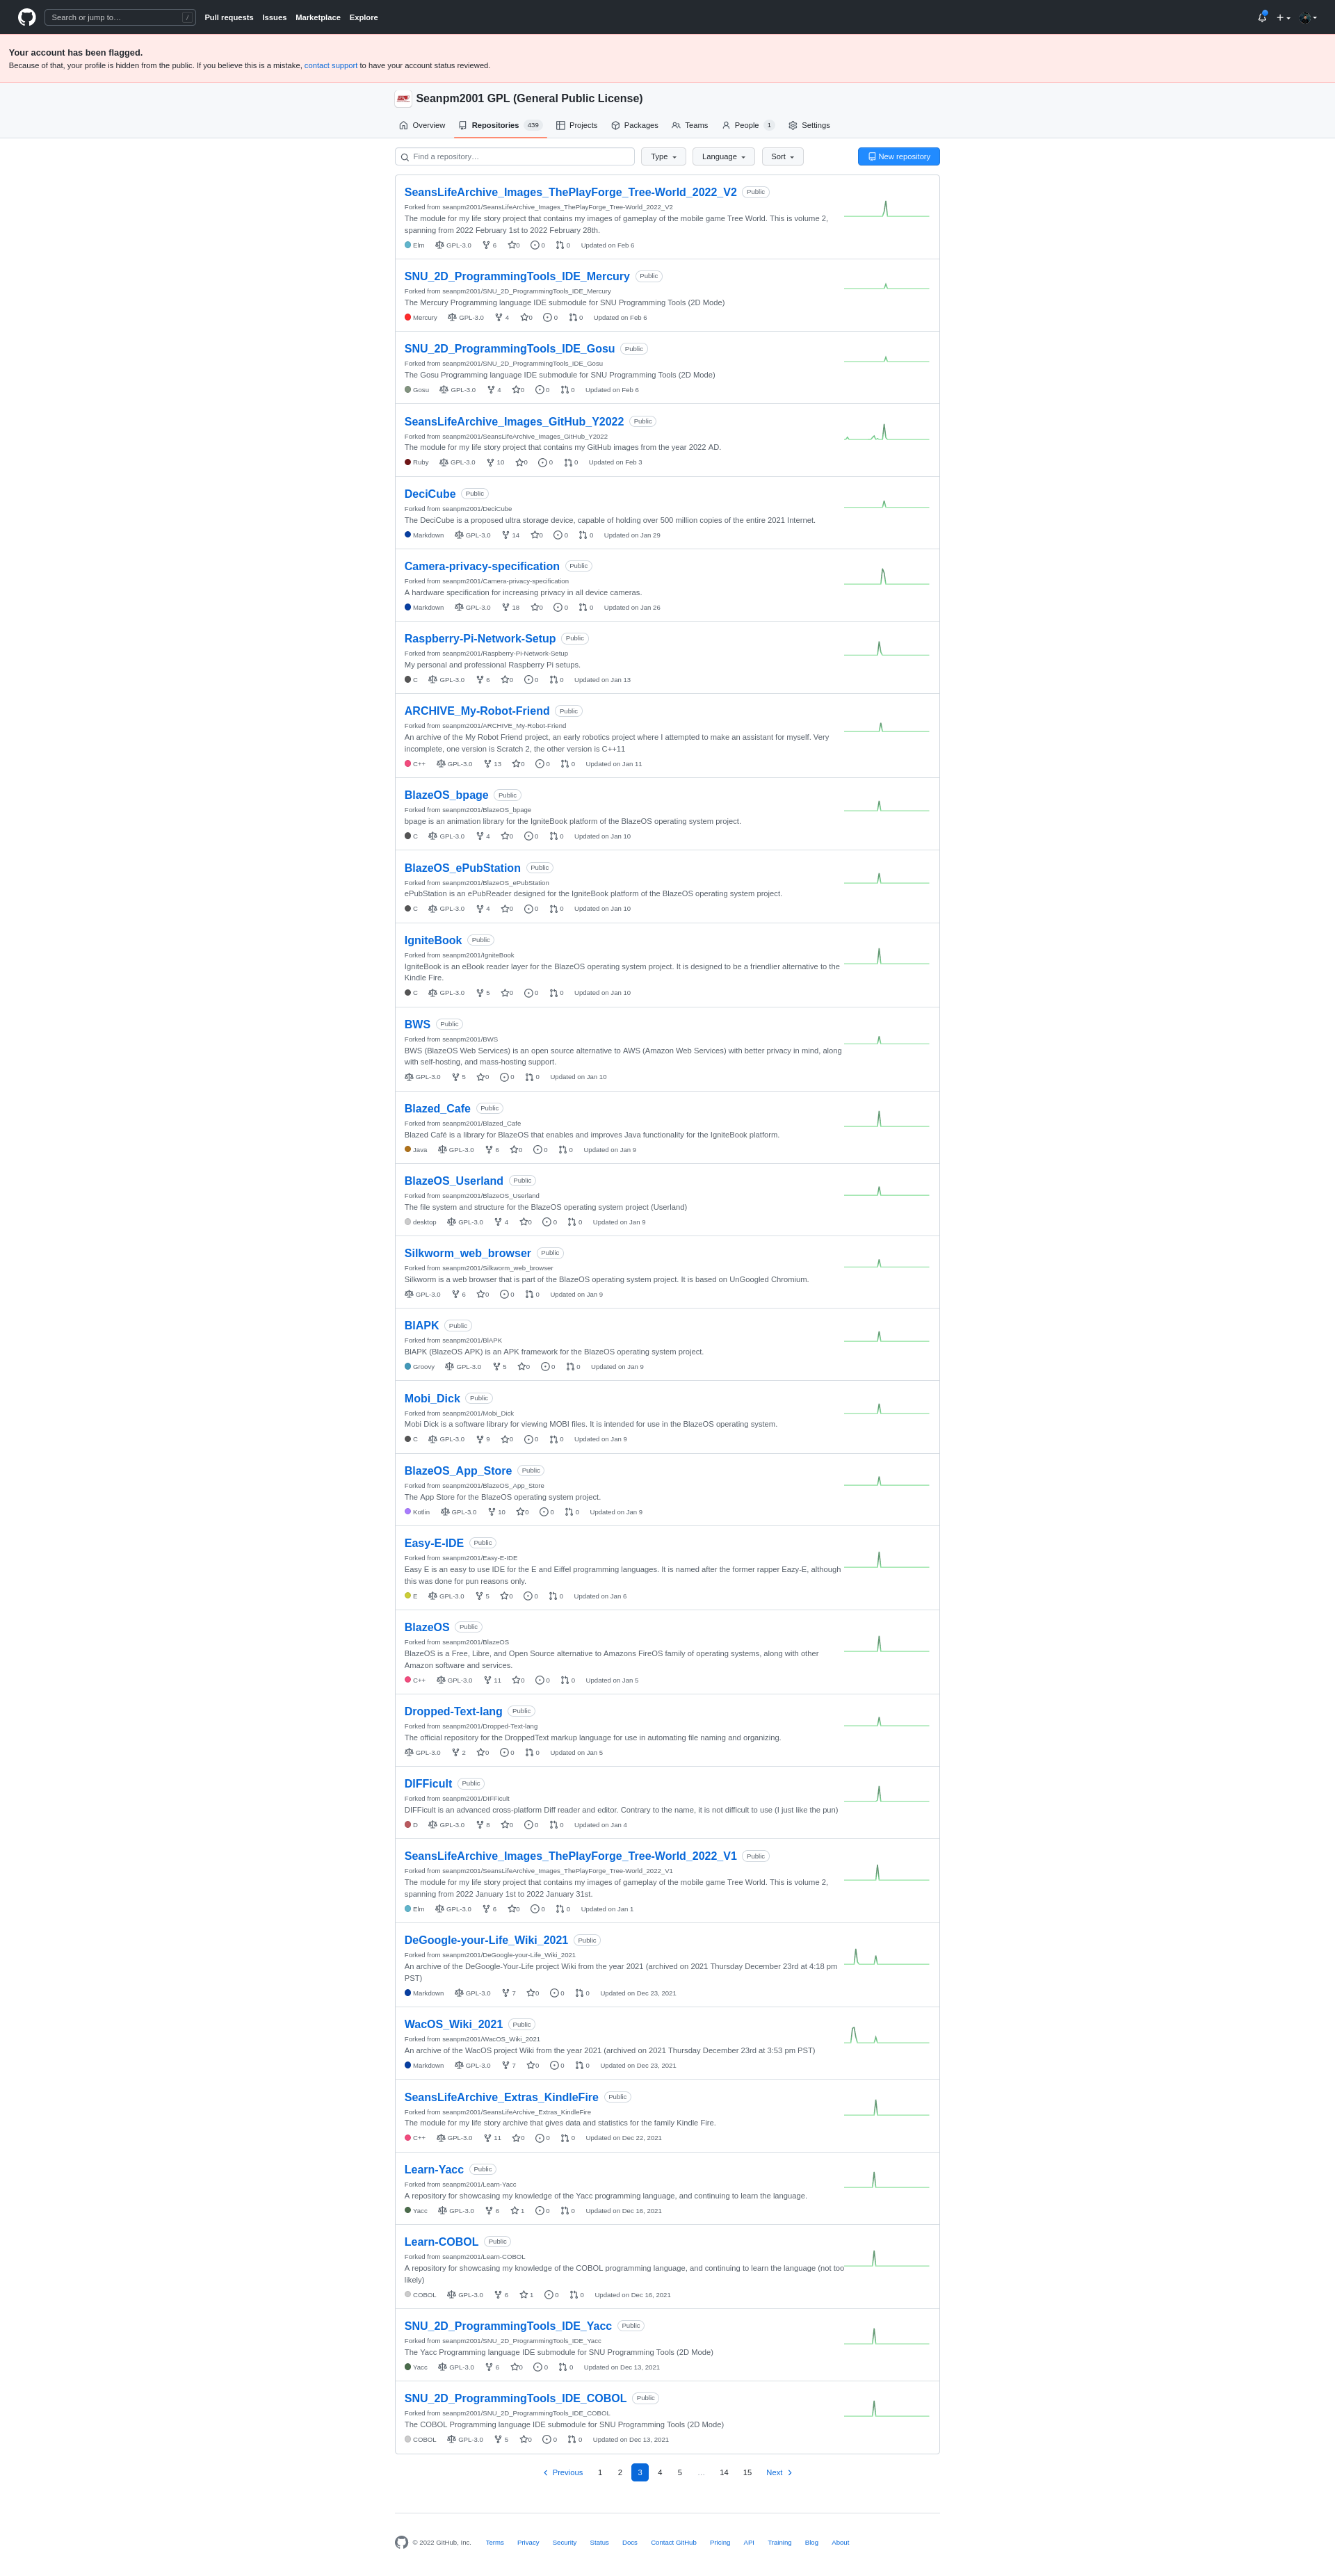 Search or jump to… / Pull requests Issues Marketplace Explore
Your account has been flagged.
Because of that, your profile is hidden from the public. If you believe this is a mistake, contact support to have your account status reviewed.
Seanpm2001 GPL (General Public License)
Overview Repositories 439 Projects Packages Teams People 1 Settings
Find a repository… Type Language Sort New repository
SeansLifeArchive_Images_ThePlayForge_Tree-World_2022_V2 Public
Forked from seanpm2001/SeansLifeArchive_Images_ThePlayForge_Tree-World_2022_V2
The module for my life story project that contains my images of gameplay of the mobile game Tree World. This is volume 2,
spanning from 2022 February 1st to 2022 February 28th.
Elm GPL-3.0 6 0 0 0 Updated on Feb 6
SNU_2D_ProgrammingTools_IDE_Mercury Public
Forked from seanpm2001/SNU_2D_ProgrammingTools_IDE_Mercury
The Mercury Programming language IDE submodule for SNU Programming Tools (2D Mode)
Mercury GPL-3.0 4 0 0 0 Updated on Feb 6
SNU_2D_ProgrammingTools_IDE_Gosu Public
Forked from seanpm2001/SNU_2D_ProgrammingTools_IDE_Gosu
The Gosu Programming language IDE submodule for SNU Programming Tools (2D Mode)
Gosu GPL-3.0 4 0 0 0 Updated on Feb 6
SeansLifeArchive_Images_GitHub_Y2022 Public
Forked from seanpm2001/SeansLifeArchive_Images_GitHub_Y2022
The module for my life story project that contains my GitHub images from the year 2022 AD.
Ruby GPL-3.0 10 0 0 0 Updated on Feb 3
DeciCube Public
Forked from seanpm2001/DeciCube
The DeciCube is a proposed ultra storage device, capable of holding over 500 million copies of the entire 2021 Internet.
Markdown GPL-3.0 14 0 0 0 Updated on Jan 29
Camera-privacy-specification Public
Forked from seanpm2001/Camera-privacy-specification
A hardware specification for increasing privacy in all device cameras.
Markdown GPL-3.0 18 0 0 0 Updated on Jan 26
Raspberry-Pi-Network-Setup Public
Forked from seanpm2001/Raspberry-Pi-Network-Setup
My personal and professional Raspberry Pi setups.
C GPL-3.0 6 0 0 0 Updated on Jan 13
ARCHIVE_My-Robot-Friend Public
Forked from seanpm2001/ARCHIVE_My-Robot-Friend
An archive of the My Robot Friend project, an early robotics project where I attempted to make an assistant for myself. Very
incomplete, one version is Scratch 2, the other version is C++11
C++ GPL-3.0 13 0 0 0 Updated on Jan 11
BlazeOS_bpage Public
Forked from seanpm2001/BlazeOS_bpage
bpage is an animation library for the IgniteBook platform of the BlazeOS operating system project.
C GPL-3.0 4 0 0 0 Updated on Jan 10
BlazeOS_ePubStation Public
Forked from seanpm2001/BlazeOS_ePubStation
ePubStation is an ePubReader designed for the IgniteBook platform of the BlazeOS operating system project.
C GPL-3.0 4 0 0 0 Updated on Jan 10
IgniteBook Public
Forked from seanpm2001/IgniteBook
IgniteBook is an eBook reader layer for the BlazeOS operating system project. It is designed to be a friendlier alternative to the
Kindle Fire.
C GPL-3.0 5 0 0 0 Updated on Jan 10
BWS Public
Forked from seanpm2001/BWS
BWS (BlazeOS Web Services) is an open source alternative to AWS (Amazon Web Services) with better privacy in mind, along
with self-hosting, and mass-hosting support.
GPL-3.0 5 0 0 0 Updated on Jan 10
Blazed_Cafe Public
Forked from seanpm2001/Blazed_Cafe
Blazed Café is a library for BlazeOS that enables and improves Java functionality for the IgniteBook platform.
Java GPL-3.0 6 0 0 0 Updated on Jan 9
BlazeOS_Userland Public
Forked from seanpm2001/BlazeOS_Userland
The file system and structure for the BlazeOS operating system project (Userland)
desktop GPL-3.0 4 0 0 0 Updated on Jan 9
Silkworm_web_browser Public
Forked from seanpm2001/Silkworm_web_browser
Silkworm is a web browser that is part of the BlazeOS operating system project. It is based on UnGoogled Chromium.
GPL-3.0 6 0 0 0 Updated on Jan 9
BlAPK Public
Forked from seanpm2001/BlAPK
BlAPK (BlazeOS APK) is an APK framework for the BlazeOS operating system project.
Groovy GPL-3.0 5 0 0 0 Updated on Jan 9
Mobi_Dick Public
Forked from seanpm2001/Mobi_Dick
Mobi Dick is a software library for viewing MOBI files. It is intended for use in the BlazeOS operating system.
C GPL-3.0 9 0 0 0 Updated on Jan 9
BlazeOS_App_Store Public
Forked from seanpm2001/BlazeOS_App_Store
The App Store for the BlazeOS operating system project.
Kotlin GPL-3.0 10 0 0 0 Updated on Jan 9
Easy-E-IDE Public
Forked from seanpm2001/Easy-E-IDE
Easy E is an easy to use IDE for the E and Eiffel programming languages. It is named after the former rapper Eazy-E, although
this was done for pun reasons only.
E GPL-3.0 5 0 0 0 Updated on Jan 6
BlazeOS Public
Forked from seanpm2001/BlazeOS
BlazeOS is a Free, Libre, and Open Source alternative to Amazons FireOS family of operating systems, along with other
Amazon software and services.
C++ GPL-3.0 11 0 0 0 Updated on Jan 5
Dropped-Text-lang Public
Forked from seanpm2001/Dropped-Text-lang
The official repository for the DroppedText markup language for use in automating file naming and organizing.
GPL-3.0 2 0 0 0 Updated on Jan 5
DIFFicult Public
Forked from seanpm2001/DIFFicult
DIFFicult is an advanced cross-platform Diff reader and editor. Contrary to the name, it is not difficult to use (I just like the pun)
D GPL-3.0 8 0 0 0 Updated on Jan 4
SeansLifeArchive_Images_ThePlayForge_Tree-World_2022_V1 Public
Forked from seanpm2001/SeansLifeArchive_Images_ThePlayForge_Tree-World_2022_V1
The module for my life story project that contains my images of gameplay of the mobile game Tree World. This is volume 2,
spanning from 2022 January 1st to 2022 January 31st.
Elm GPL-3.0 6 0 0 0 Updated on Jan 1
DeGoogle-your-Life_Wiki_2021 Public
Forked from seanpm2001/DeGoogle-your-Life_Wiki_2021
An archive of the DeGoogle-Your-Life project Wiki from the year 2021 (archived on 2021 Thursday December 23rd at 4:18 pm
PST)
Markdown GPL-3.0 7 0 0 0 Updated on Dec 23, 2021
WacOS_Wiki_2021 Public
Forked from seanpm2001/WacOS_Wiki_2021
An archive of the WacOS project Wiki from the year 2021 (archived on 2021 Thursday December 23rd at 3:53 pm PST)
Markdown GPL-3.0 7 0 0 0 Updated on Dec 23, 2021
SeansLifeArchive_Extras_KindleFire Public
Forked from seanpm2001/SeansLifeArchive_Extras_KindleFire
The module for my life story archive that gives data and statistics for the family Kindle Fire.
C++ GPL-3.0 11 0 0 0 Updated on Dec 22, 2021
Learn-Yacc Public
Forked from seanpm2001/Learn-Yacc
A repository for showcasing my knowledge of the Yacc programming language, and continuing to learn the language.
Yacc GPL-3.0 6 1 0 0 Updated on Dec 16, 2021
Learn-COBOL Public
Forked from seanpm2001/Learn-COBOL
A repository for showcasing my knowledge of the COBOL programming language, and continuing to learn the language (not too
likely)
COBOL GPL-3.0 6 1 0 0 Updated on Dec 16, 2021
SNU_2D_ProgrammingTools_IDE_Yacc Public
Forked from seanpm2001/SNU_2D_ProgrammingTools_IDE_Yacc
The Yacc Programming language IDE submodule for SNU Programming Tools (2D Mode)
Yacc GPL-3.0 6 0 0 0 Updated on Dec 13, 2021
SNU_2D_ProgrammingTools_IDE_COBOL Public
Forked from seanpm2001/SNU_2D_ProgrammingTools_IDE_COBOL
The COBOL Programming language IDE submodule for SNU Programming Tools (2D Mode)
COBOL GPL-3.0 5 0 0 0 Updated on Dec 13, 2021
Previous 1 2 3 4 5 … 14 15 Next
© 2022 GitHub, Inc. Terms Privacy Security Status Docs Contact GitHub Pricing API Training Blog About